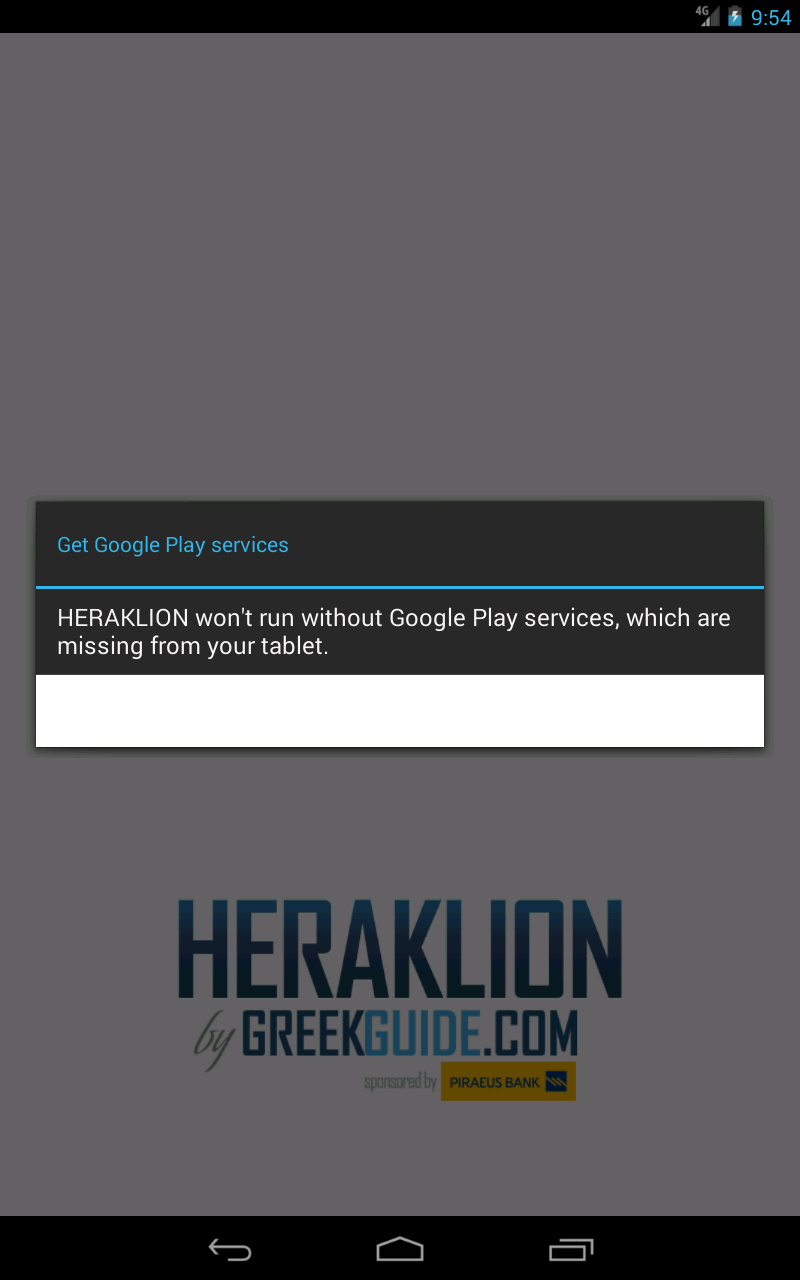 4G 9:54
Get Google Play services
HERAKLION won't run without Google Play services, which are
missing from your tablet.
HERAKLION
by GREEKGUIDE.COM
sponsored by PIRAEUS BANK